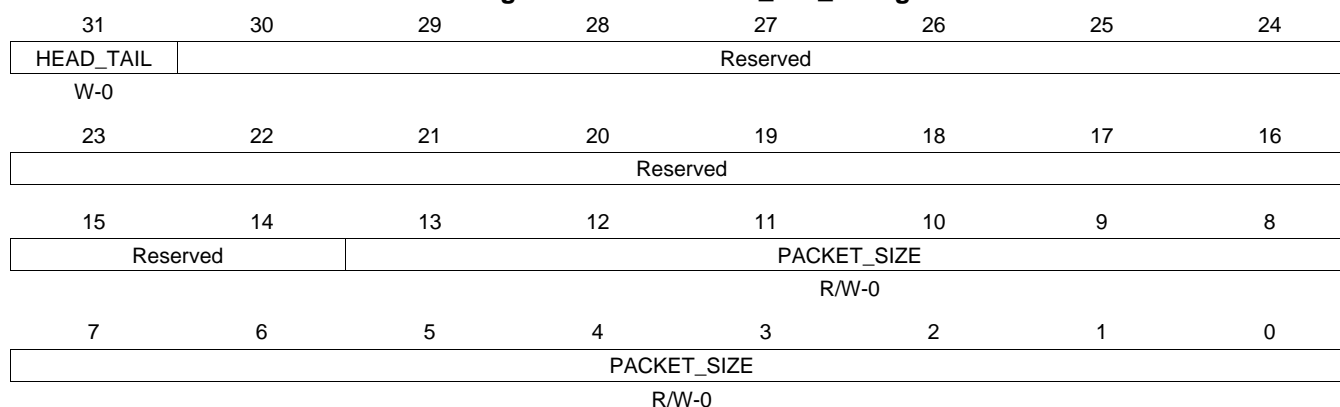 31 30 29 28 27 26 25 24
HEAD_TAIL Reserved
W-0
23 22 21 20 19 18 17 16
Reserved
15 14 13 12 11 10 9 8
Reserved PACKET_SIZE
R/W-0
7 6 5 4 3 2 1 0
PACKET_SIZE
R/W-0